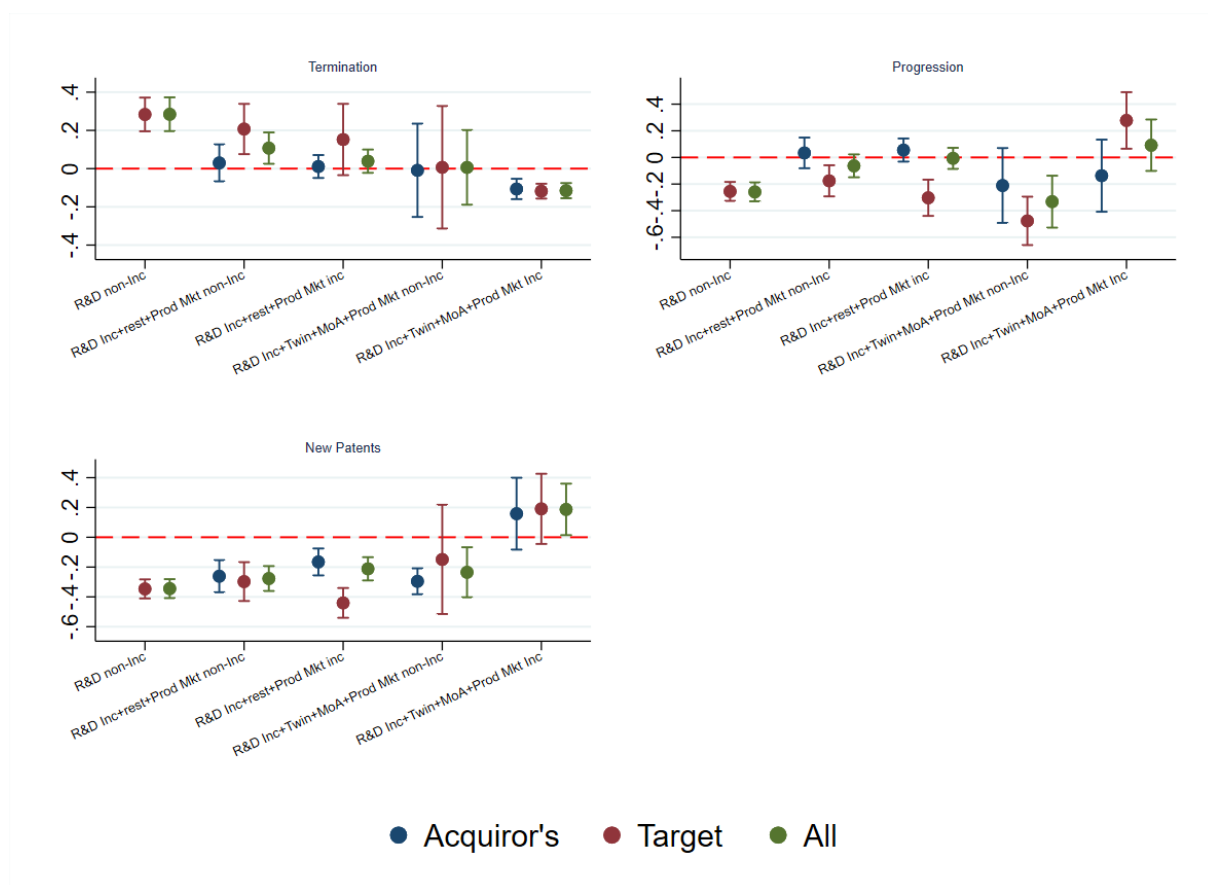 Termination
.4
.2
0
-.2
-.4
R&D non-Inc
R&D Inc+rest+Prod Mkt non-Inc
R&D Inc+rest+Prod Mkt inc
R&D Inc+Twin+MoA+Prod Mkt non-Inc
R&D Inc+Twin+MoA+Prod Mkt Inc
Progression
.4
.2
0
-.2
-.4
-.6
R&D non-Inc
R&D Inc+rest+Prod Mkt non-Inc
R&D Inc+rest+Prod Mkt inc
R&D Inc+Twin+MoA+Prod Mkt non-Inc
R&D Inc+Twin+MoA+Prod Mkt Inc
New Patents
.4
.2
0
-.2
-.4
-.6
R&D non-Inc
R&D Inc+rest+Prod Mkt non-Inc
R&D Inc+rest+Prod Mkt inc
R&D Inc+Twin+MoA+Prod Mkt non-Inc
R&D Inc+Twin+MoA+Prod Mkt Inc
Acquiror's Target All